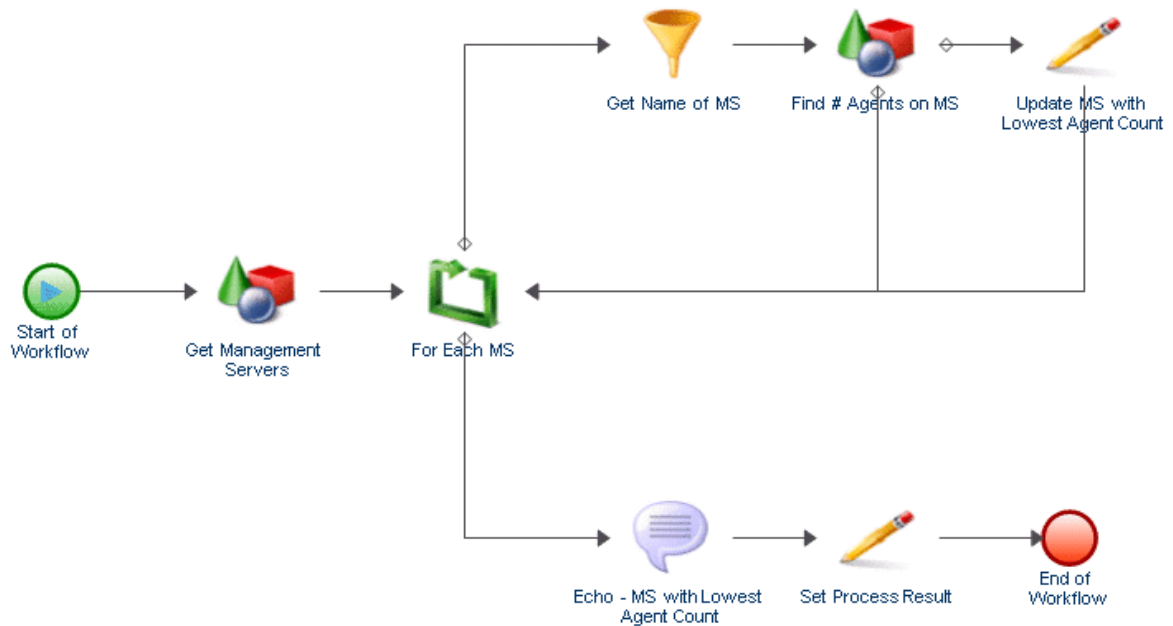 Get Name of MS
Find # Agents on MS
Update MS with
Lowest Agent Count
Start of
Workflow
Get Management
Servers
For Each MS
Echo - MS with Lowest
Agent Count
Set Process Result
End of
Workflow